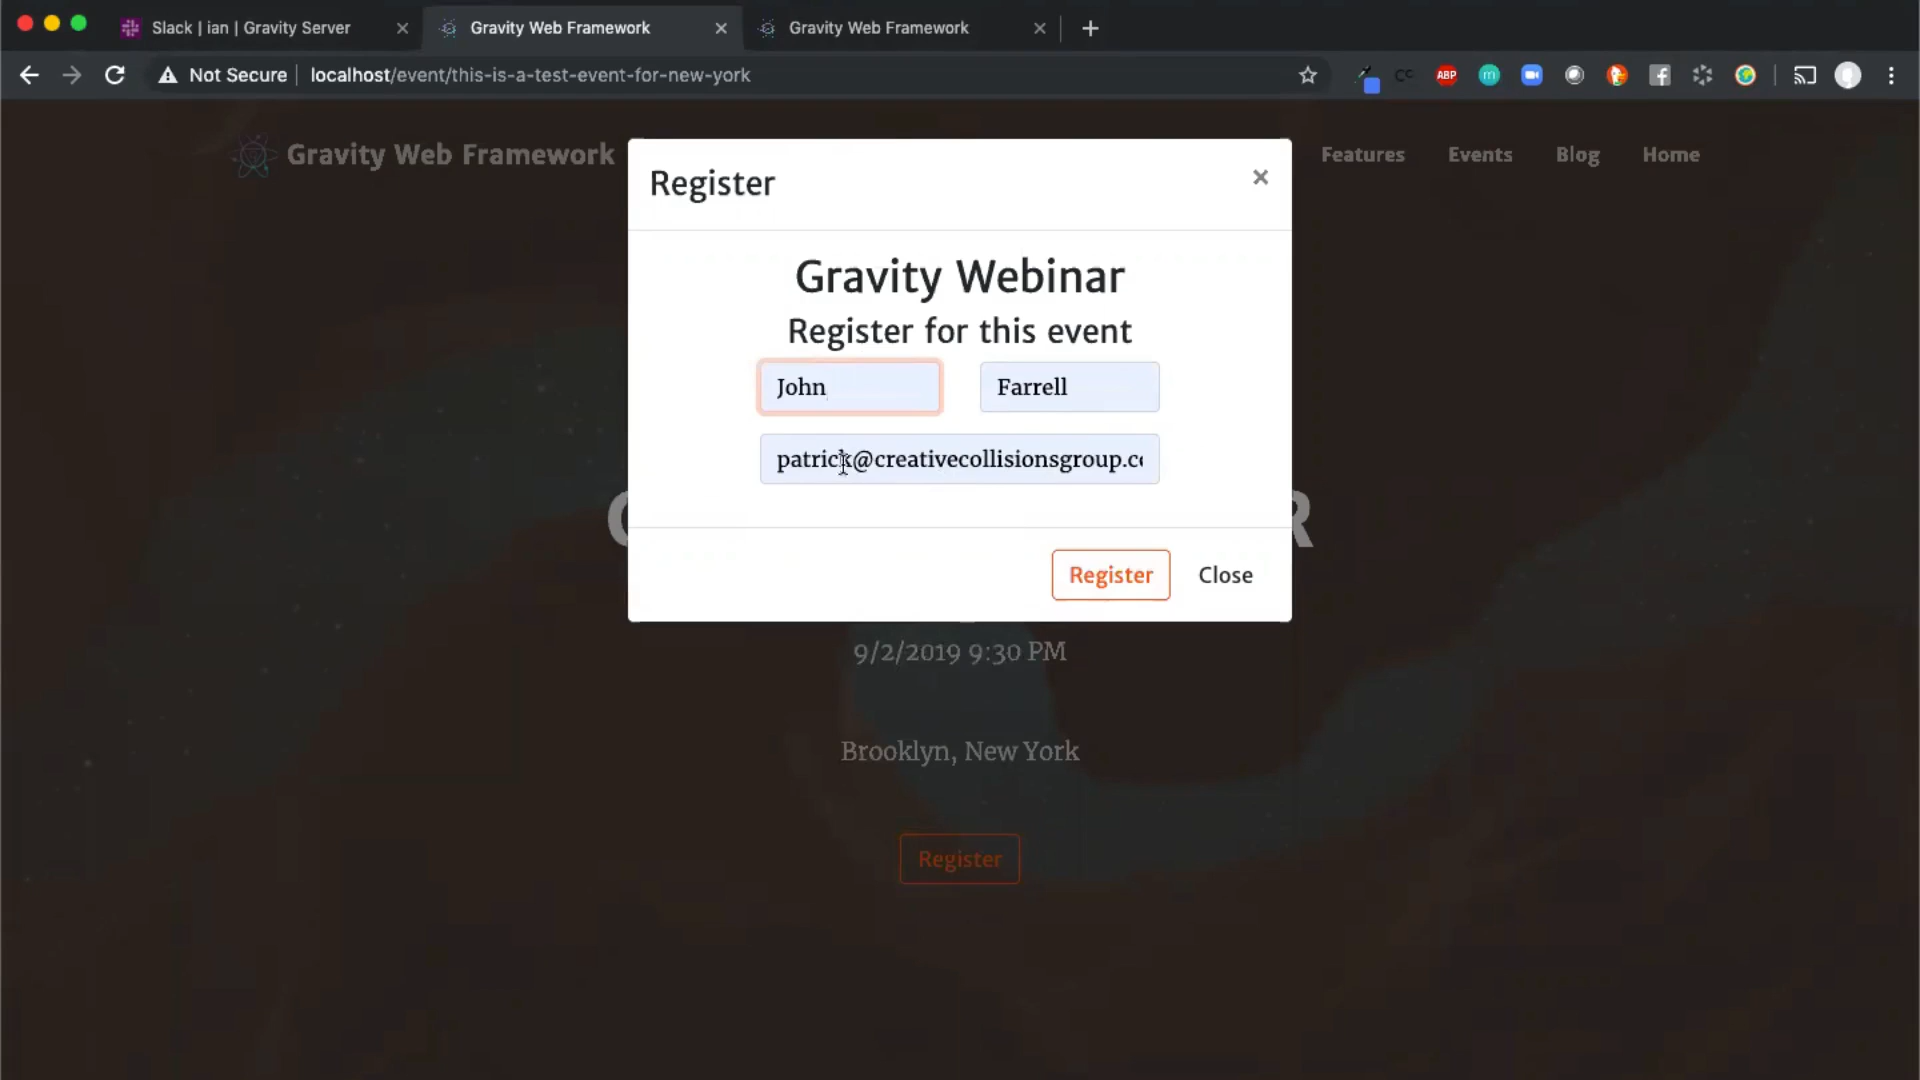 Slack | ian | Gravity Server
Gravity Web Framework
Gravity Web Framework
Not Secure
localhost/event/this-is-a-test-event-for-new-york
CC
ABP
m
Gravity Web Framework
Features
Events
Blog
Home
Register
×
Gravity Webinar
Register for this event
John
Farrell
patrick@creativecollisionsgroup.c
Register
Close
9/2/2019 9:30 PM
Brooklyn, New York
Register